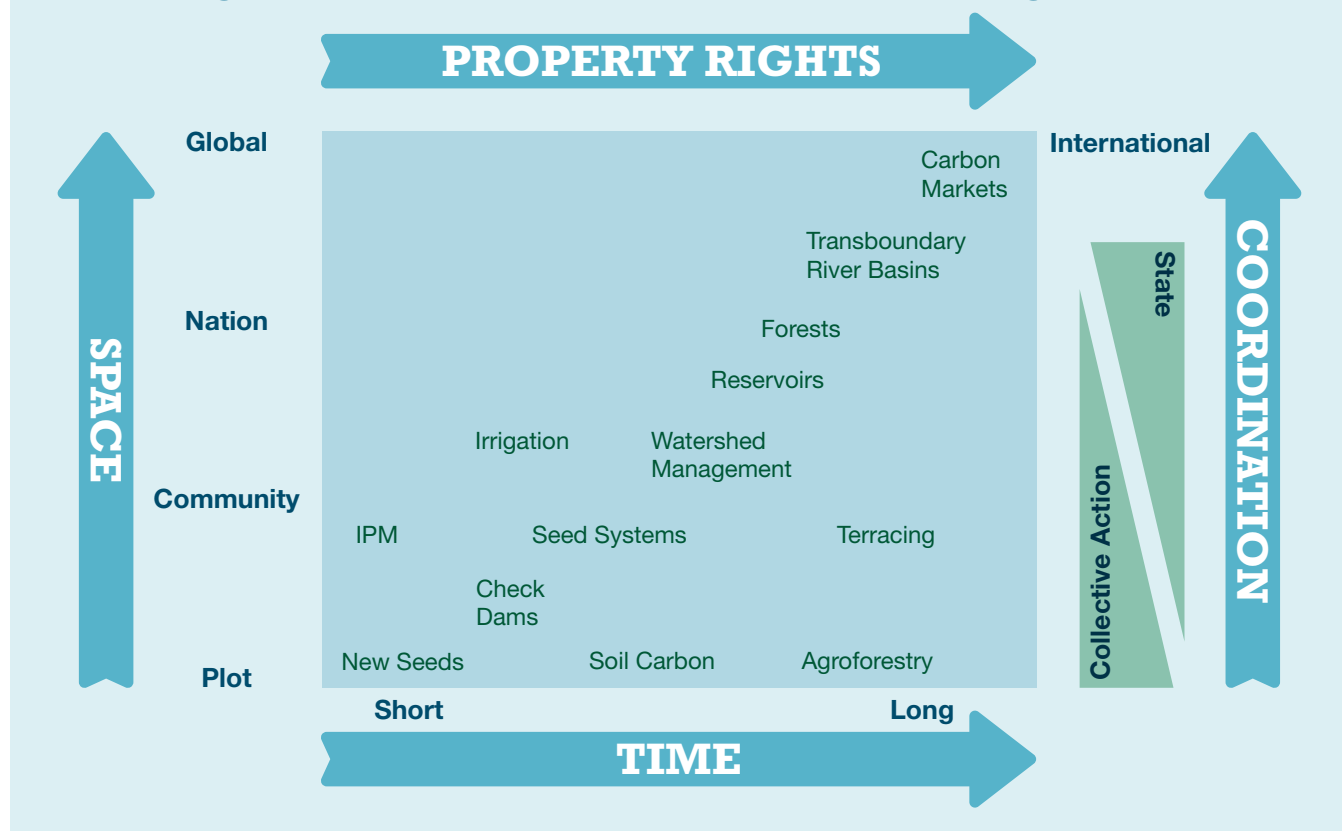 PROPERTY RIGHTS
Global
International
Carbon
Markets
Transboundary
River Basins
State
Nation
Forests
Reservoirs
SPACE
COORDINATION
Irrigation
Watershed
Management
Community
Collective Action
IPM
Seed Systems
Terracing
Check
Dams
New Seeds
Soil Carbon
Agroforestry
Plot
Short
Long
TIME